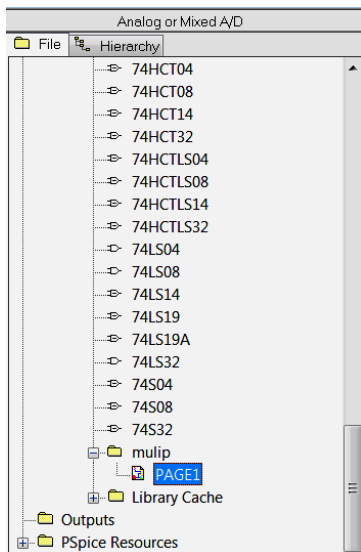 Analog or Mixed A/D
File Hierarchy
74HCT04
74HCT08
74HCT14
74HCT32
74HCTLS04
74HCTLS08
74HCTLS14
74HCTLS32
74LS04
74LS08
74LS14
74LS19
74LS19A
74LS32
74S04
74S08
74S32
mulip
PAGE1
Library Cache
Outputs
PSpice Resources